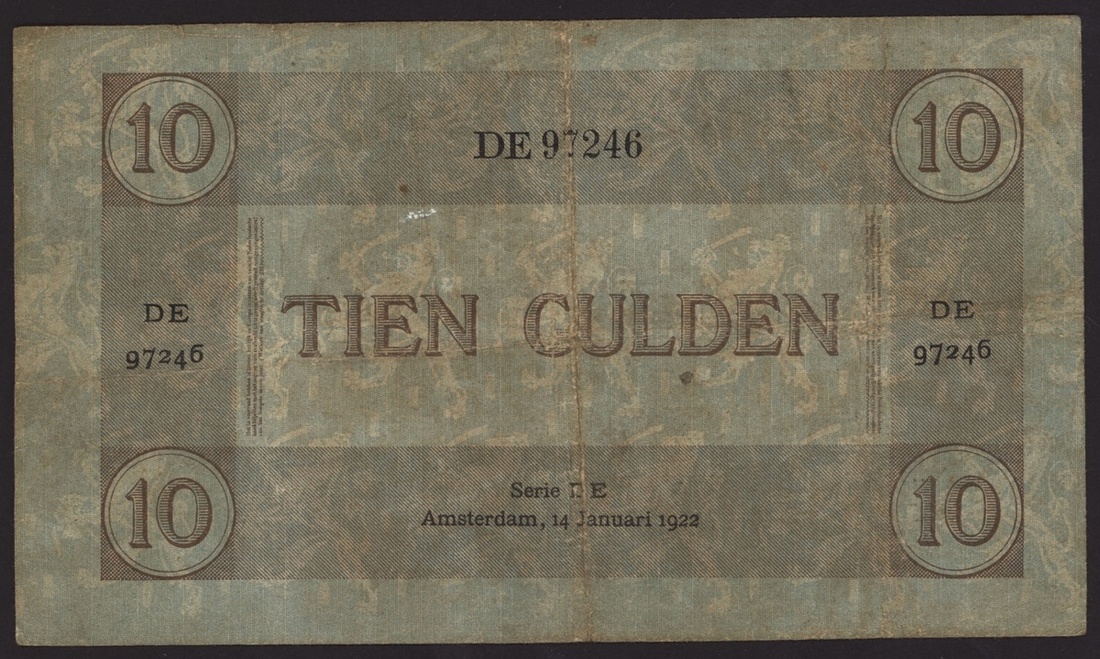 10
10
DE 97246
TIEN GULDEN
DE
97246
DE
97246
Serie DE
Amsterdam, 14 Januari 1922
10
10